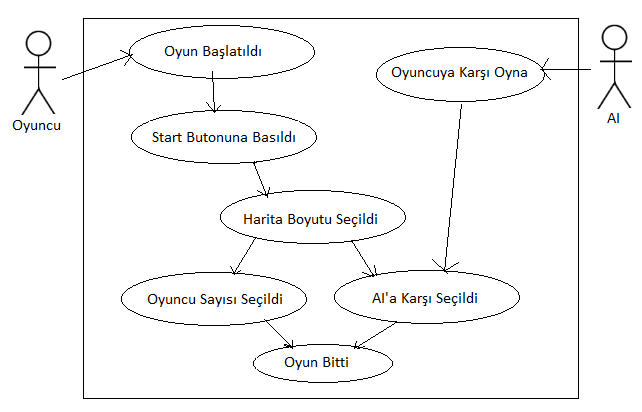 Oyun Başlatıldı
Oyuncuya Karşı Oyna
Oyuncu
AI
Start Butonuna Basıldı
Harita Boyutu Seçildi
Oyuncu Sayısı Seçildi
AI'a Karşı Seçildi
Oyun Bitti